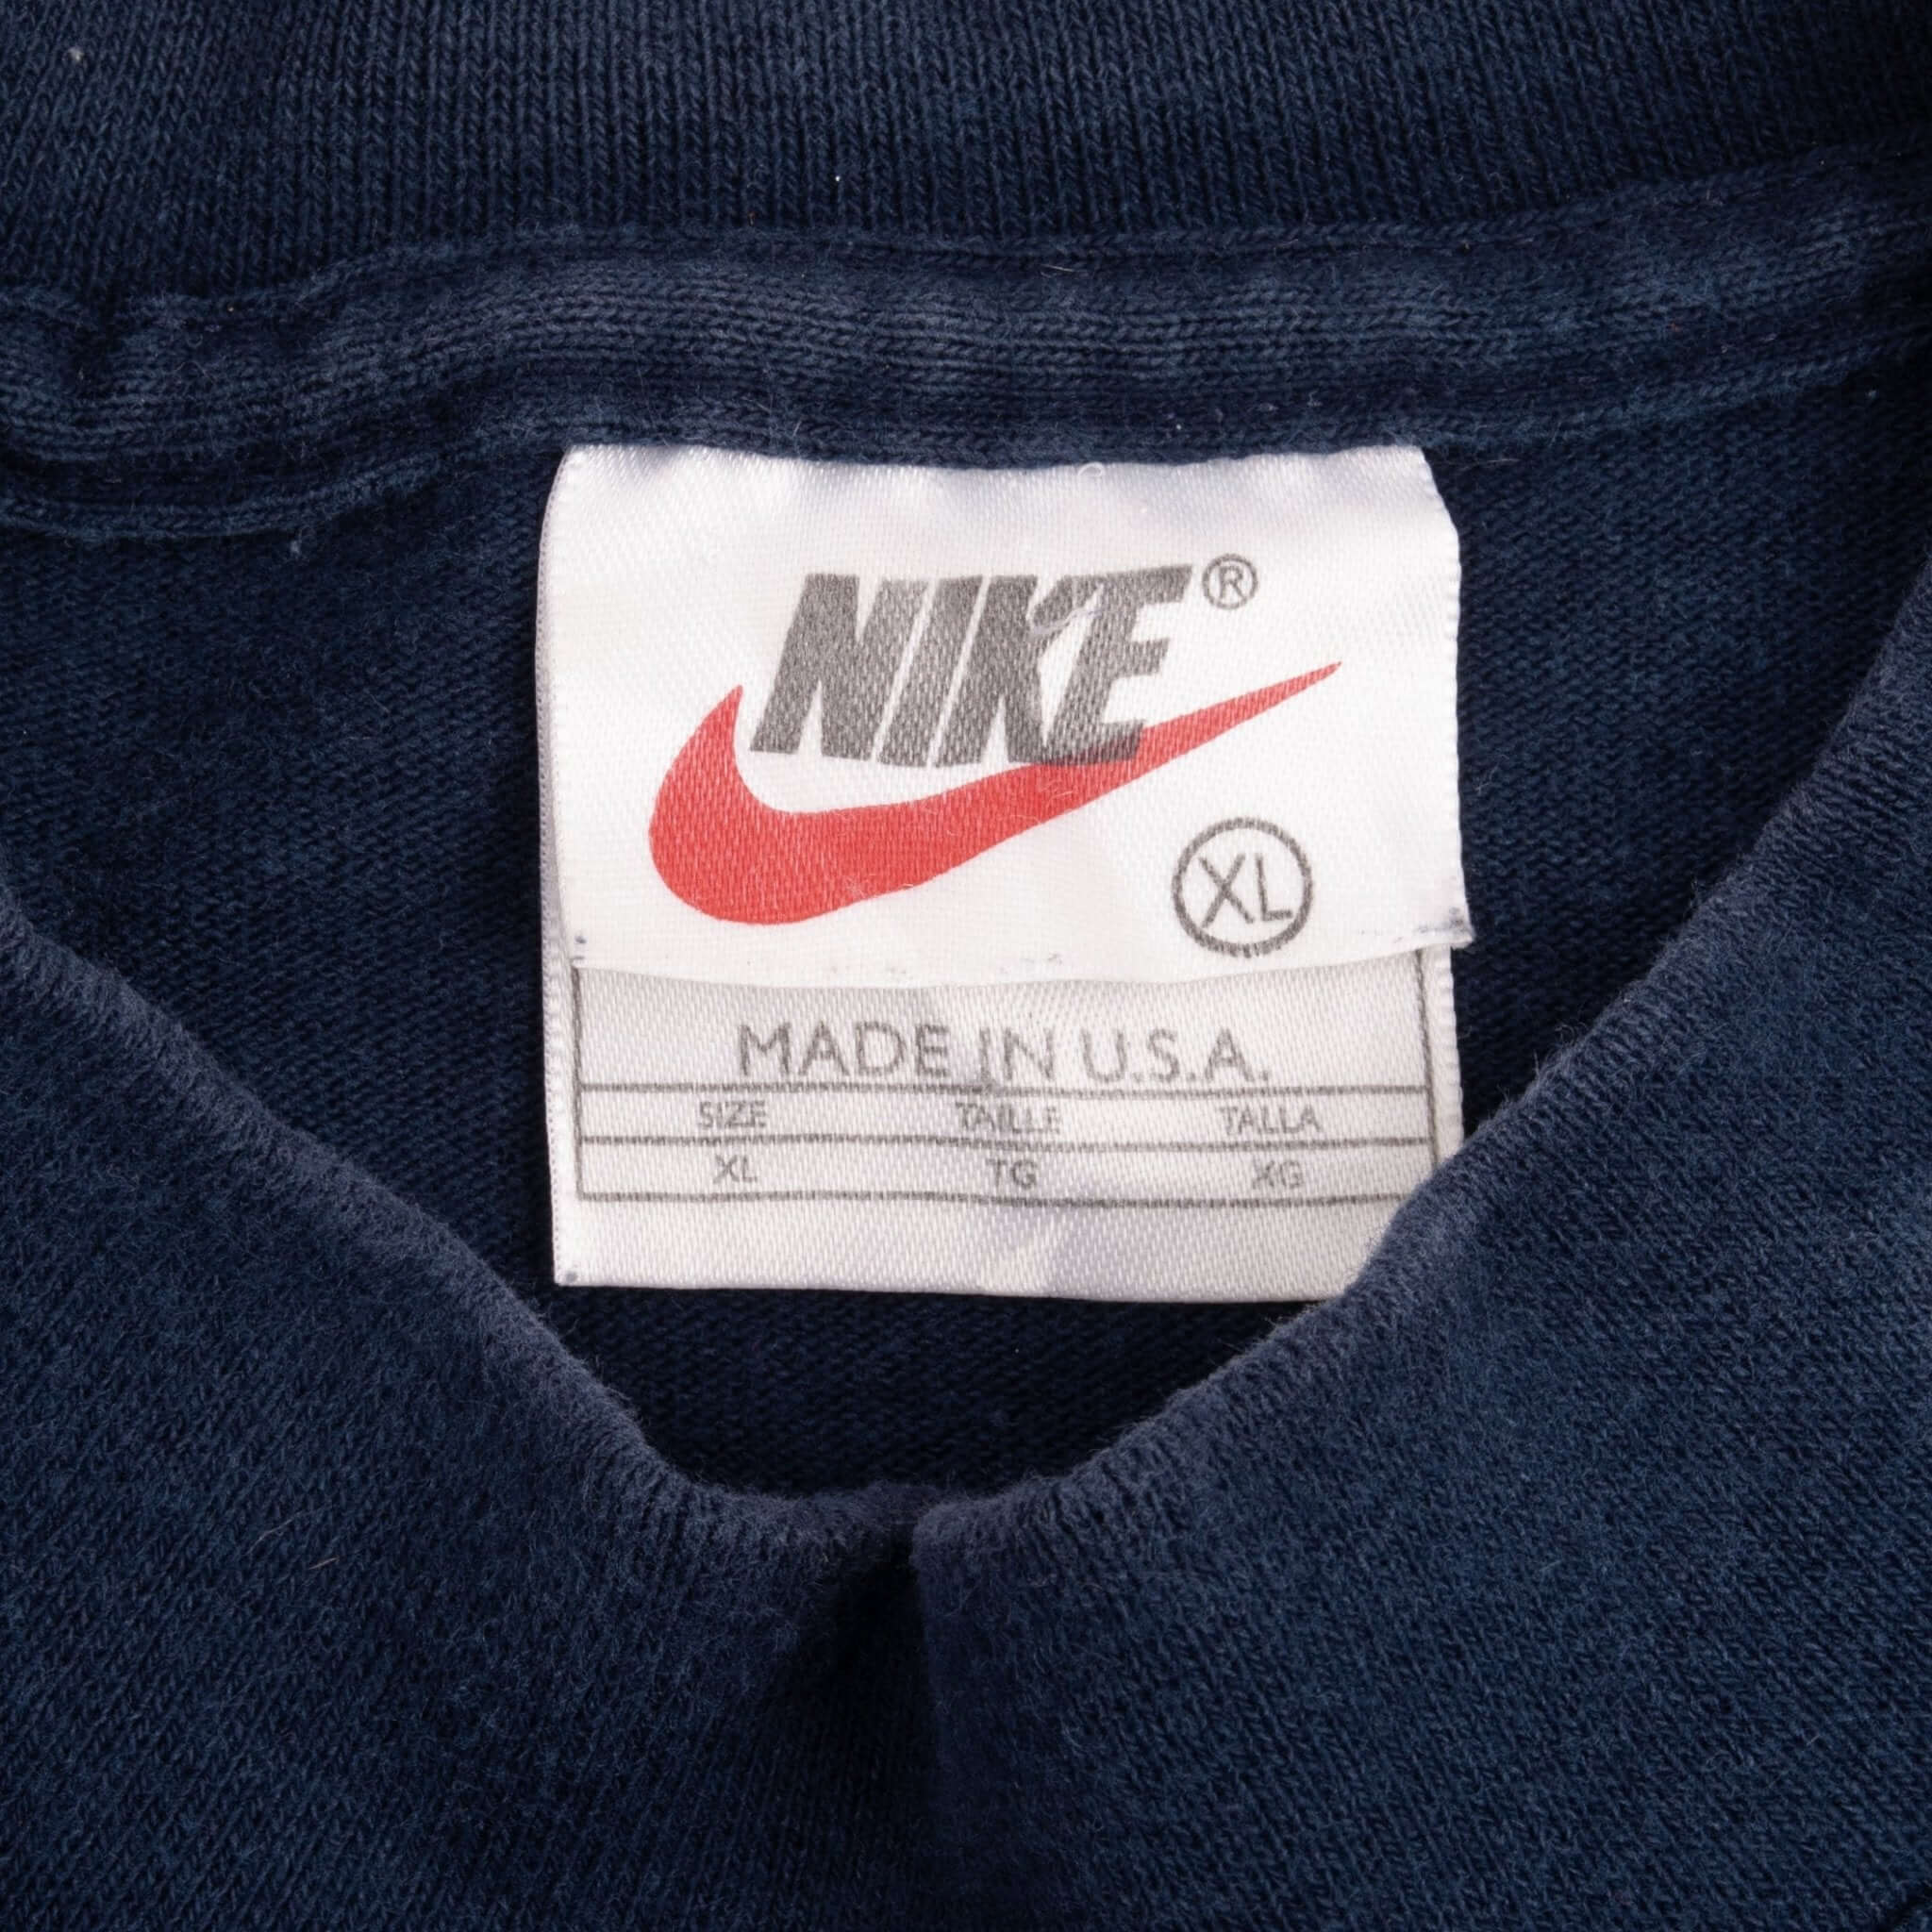 NIKE®
XL
MADE IN U.S.A.
SIZE TAILLE TALLA
XL TG XG